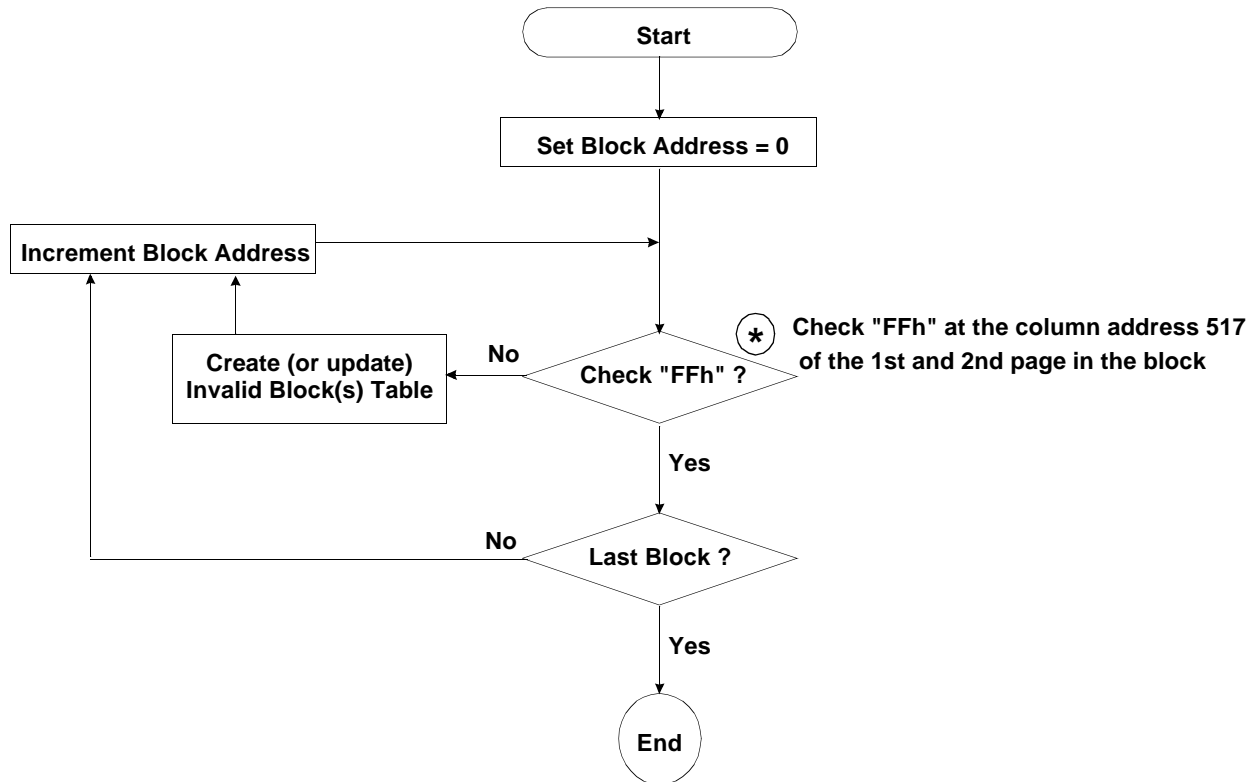 Start
Set Block Address = 0
Increment Block Address
* Check "FFh" at the column address 517
of the 1st and 2nd page in the block
No
Create (or update)
Invalid Block(s) Table
Check "FFh" ?
Yes
No
Last Block ?
Yes
End